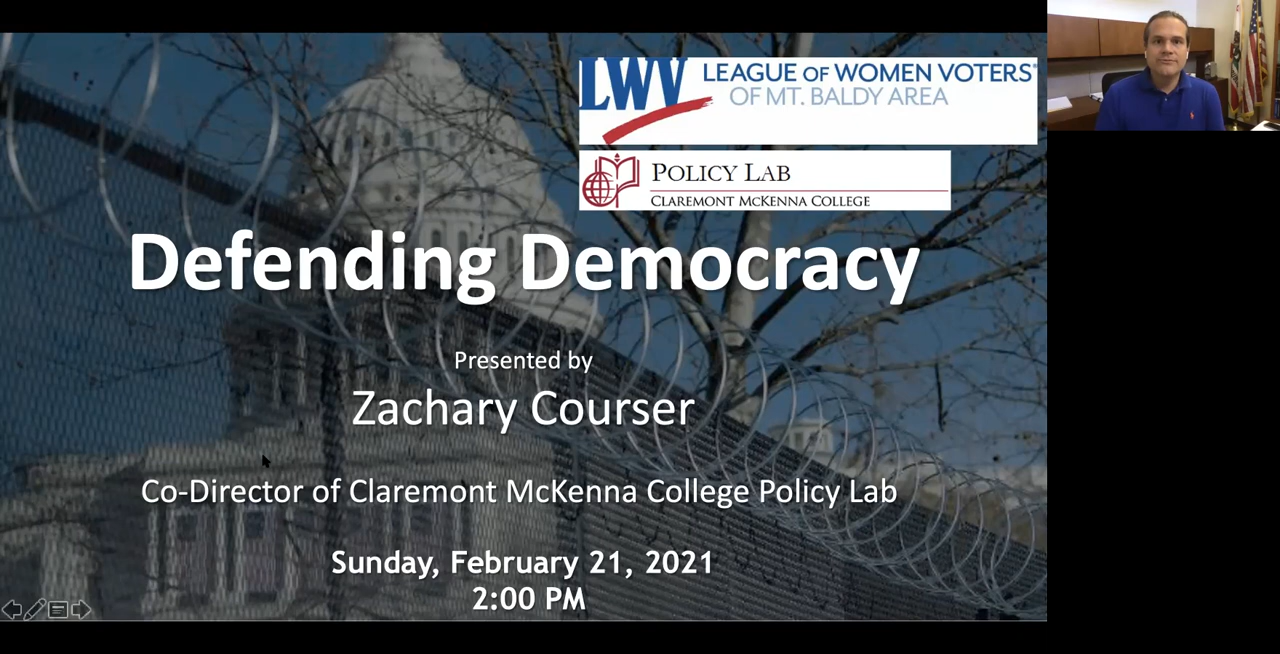 LWV LEAGUE OF WOMEN VOTERS®
OF MT. BALDY AREA
POLICY LAB
CLAREMONT MCKENNA COLLEGE
Defending Democracy
Presented by
Zachary Courser
Co-Director of Claremont McKenna College Policy Lab
Sunday, February 21, 2021
2:00 PM